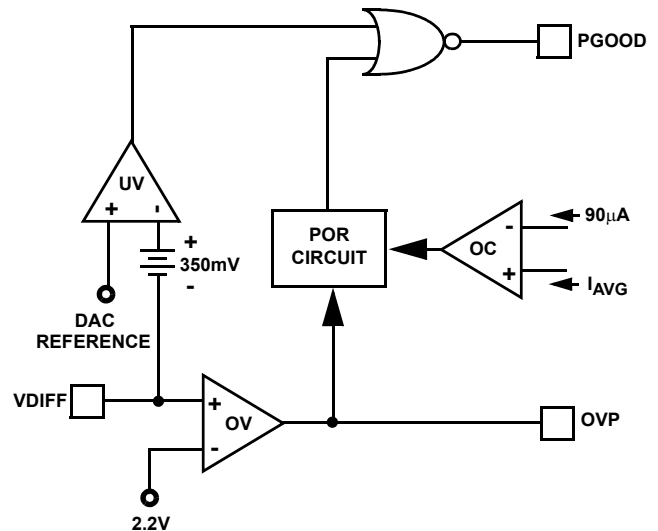 PGOOD
UV
+
-
+
350mV
-
DAC
REFERENCE
POR
CIRCUIT
OC
-
+
90μA
IAVG
VDIFF
+
-
OV
OVP
2.2V